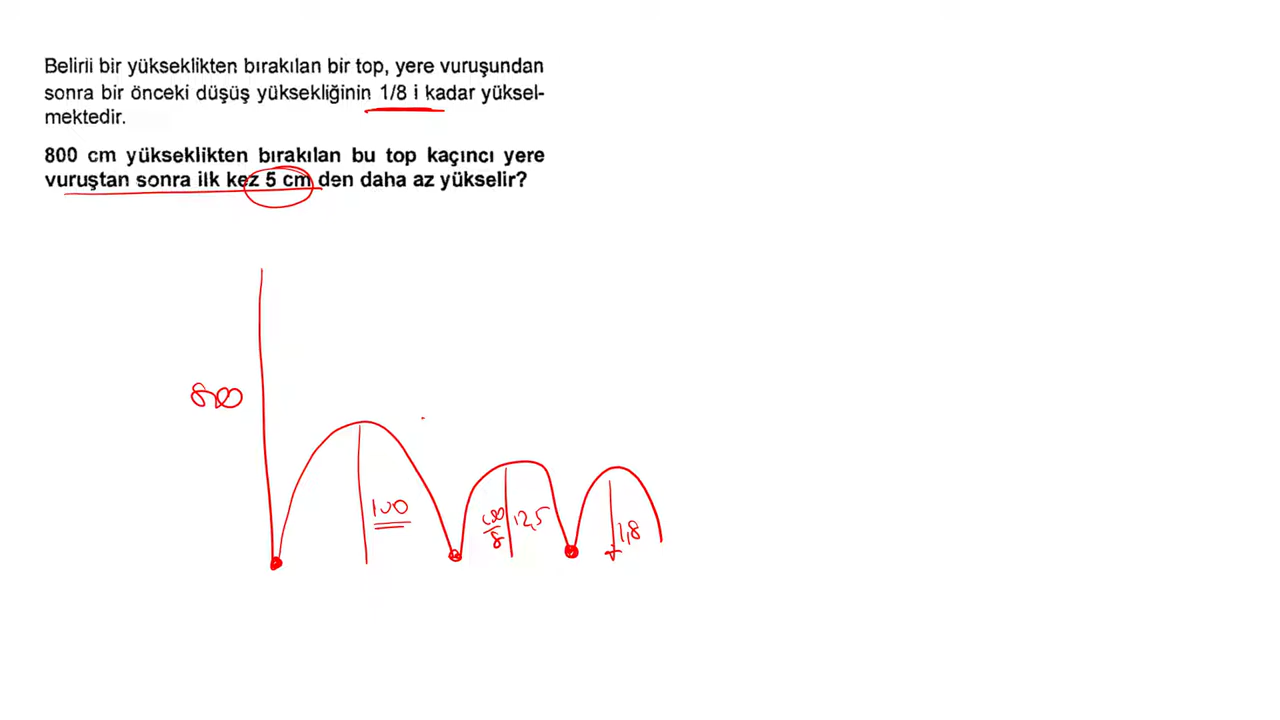 Belirli bir yükseklikten bırakılan bir top, yere vuruşundan
sonra bir önceki düşüş yüksekliğinin 1/8 i kadar yüksel-
mektedir.
800 cm yükseklikten bırakılan bu top kaçıncı yere
vuruştan sonra ilk kez 5 cm den daha az yükselir?
800
100
100/8 12,5
1,8